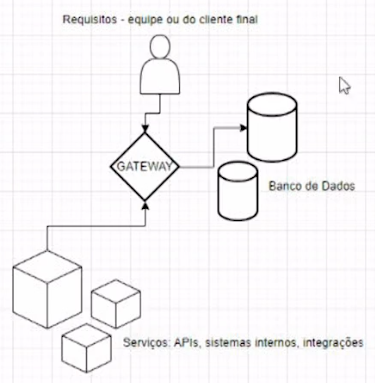 Requisitos - equipe ou do cliente final
GATEWAY
Banco de Dados
Serviços: APIs, sistemas internos, integrações